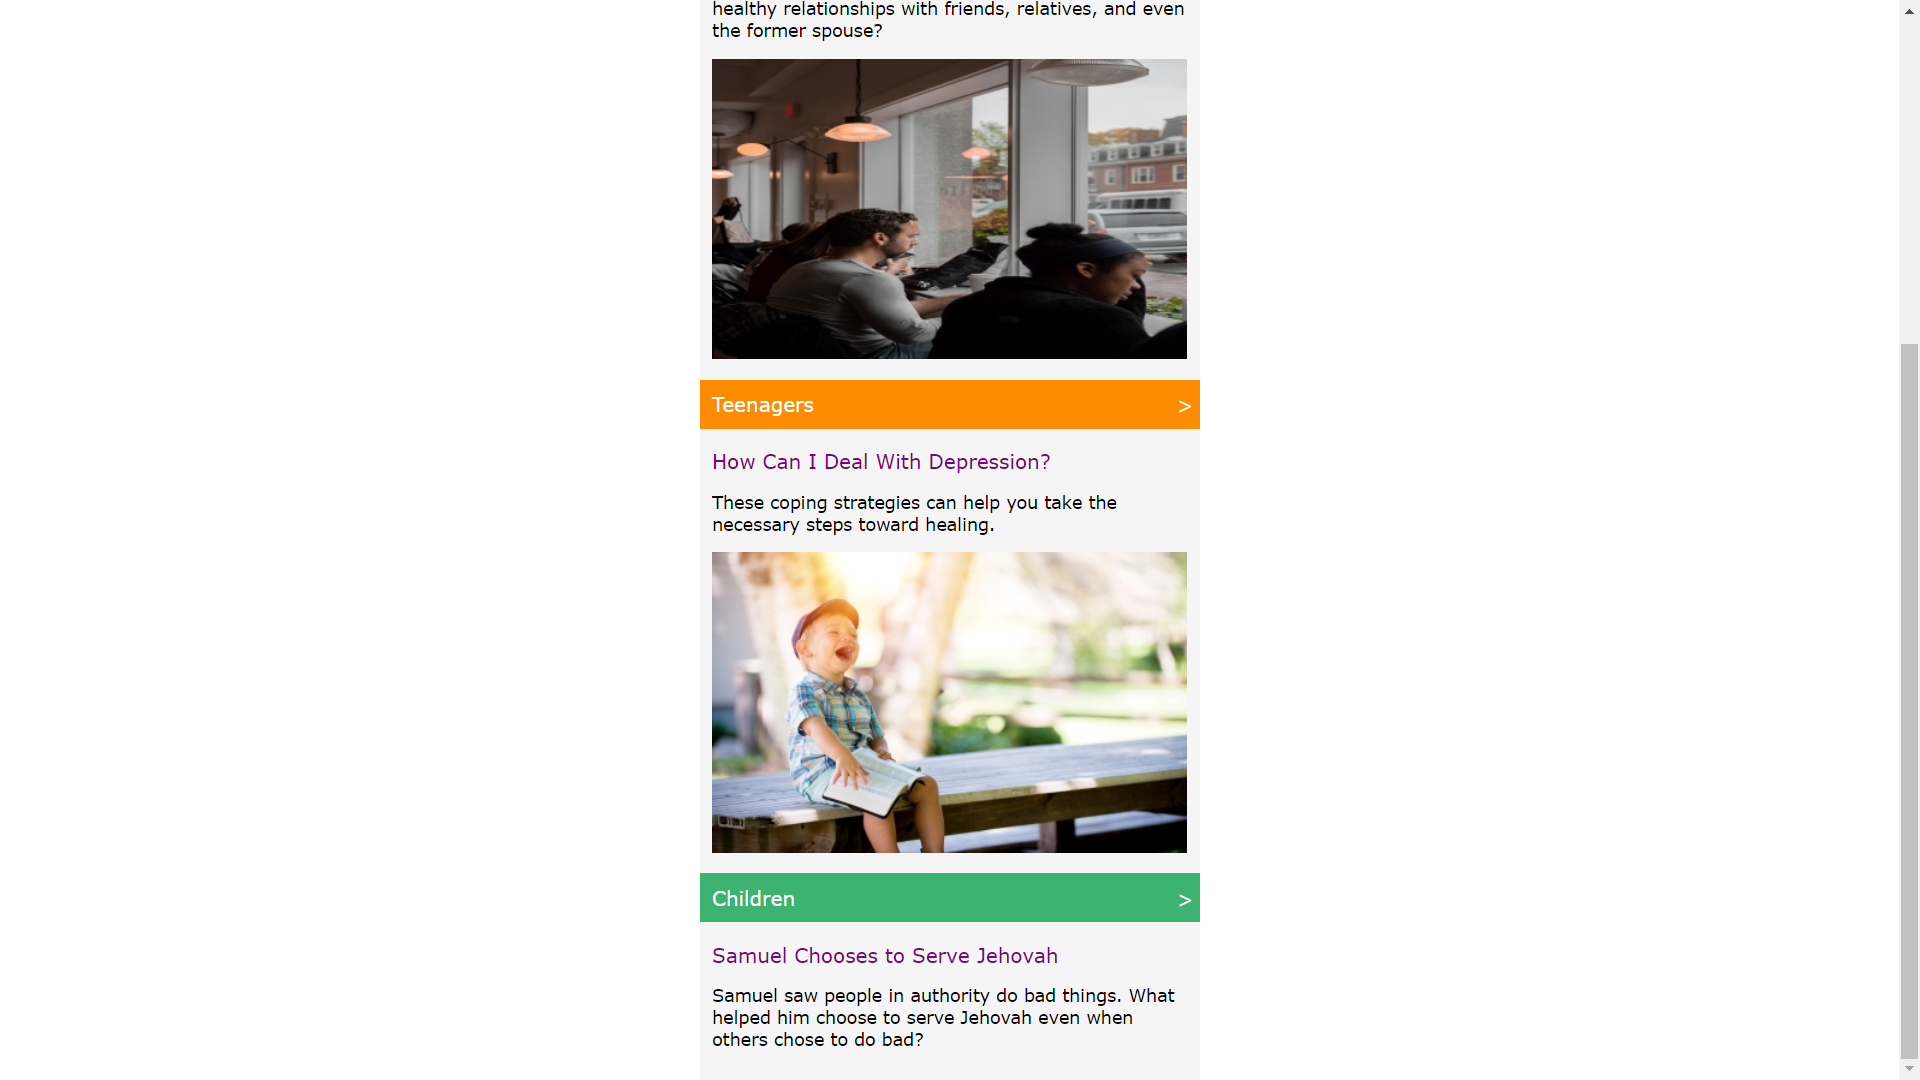 healthy relationships with friends, relatives, and even
the former spouse?
Teenagers >
How Can I Deal With Depression?
These coping strategies can help you take the
necessary steps toward healing.
Children >
Samuel Chooses to Serve Jehovah
Samuel saw people in authority do bad things. What
helped him choose to serve Jehovah even when
others chose to do bad?